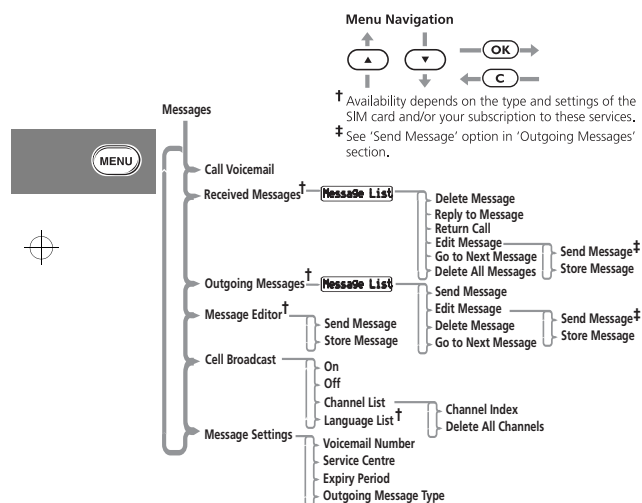 Menu Navigation
OK
C
† Availability depends on the type and settings of the
SIM card and/or your subscription to these services.
‡ See 'Send Message' option in 'Outgoing Messages'
section.
MENU
Messages
Call Voicemail
Received Messages†
Message List
Delete Message
Reply to Message
Return Call
Edit Message
Send Message‡
Store Message
Go to Next Message
Delete All Messages
Outgoing Messages†
Message List
Send Message
Edit Message
Send Message‡
Store Message
Delete Message
Go to Next Message
Message Editor†
Send Message
Store Message
Cell Broadcast
On
Off
Channel List
Channel Index
Delete All Channels
Language List†
Message Settings
Voicemail Number
Service Centre
Expiry Period
Outgoing Message Type